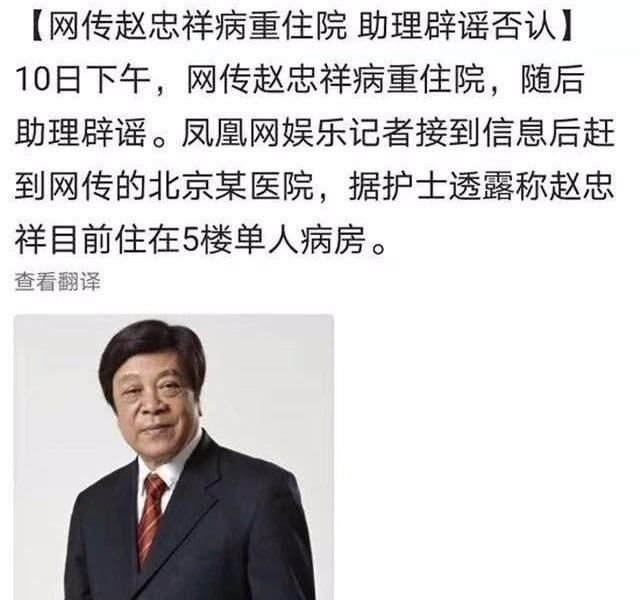 【网传赵忠祥病重住院 助理辟谣否认】
10日下午，网传赵忠祥病重住院，随后
助理辟谣。凤凰网娱乐记者接到信息后赶
到网传的北京某医院，据护士透露称赵忠
祥目前住在5楼单人病房。
查看翻译